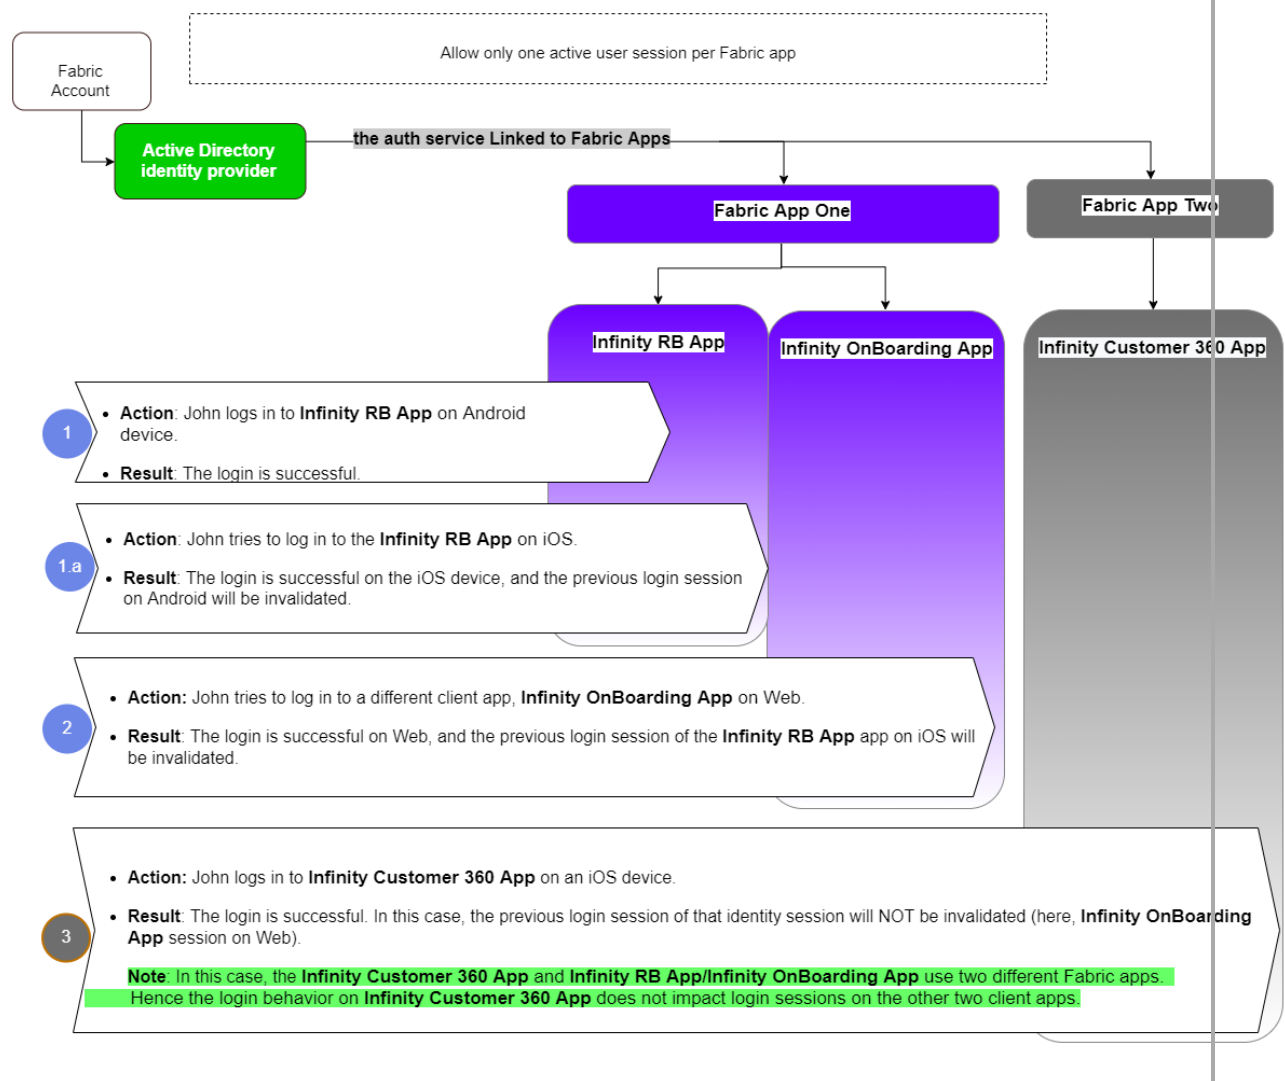 Allow only one active user session per Fabric app
Fabric
Account
Active Directory
identity provider
the auth service Linked to Fabric Apps
Fabric App One
Fabric App Two
Infinity RB App
Infinity OnBoarding App
Infinity Customer 360 App
1
• Action: John logs in to Infinity RB App on Android
device.
• Result: The login is successful.
1.a
• Action: John tries to log in to the Infinity RB App on iOS.
• Result: The login is successful on the iOS device, and the previous login session
on Android will be invalidated.
2
• Action: John tries to log in to a different client app, Infinity OnBoarding App on Web.
• Result: The login is successful on Web, and the previous login session of the Infinity RB App app on iOS will
be invalidated.
3
• Action: John logs in to Infinity Customer 360 App on an iOS device.
• Result: The login is successful. In this case, the previous login session of that identity session will NOT be invalidated (here, Infinity OnBoarding
App session on Web).
Note: In this case, the Infinity Customer 360 App and Infinity RB App/Infinity OnBoarding App use two different Fabric apps.
Hence the login behavior on Infinity Customer 360 App does not impact login sessions on the other two client apps.